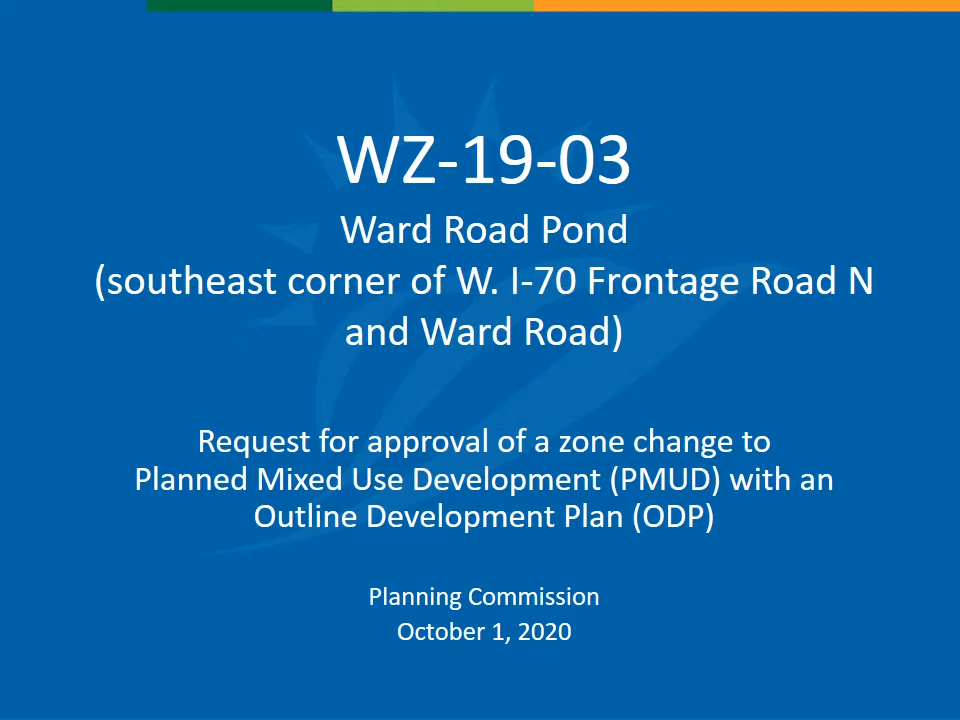 WZ-19-03
Ward Road Pond
(southeast corner of W. I-70 Frontage Road N
and Ward Road)
Request for approval of a zone change to
Planned Mixed Use Development (PMUD) with an
Outline Development Plan (ODP)
Planning Commission
October 1, 2020